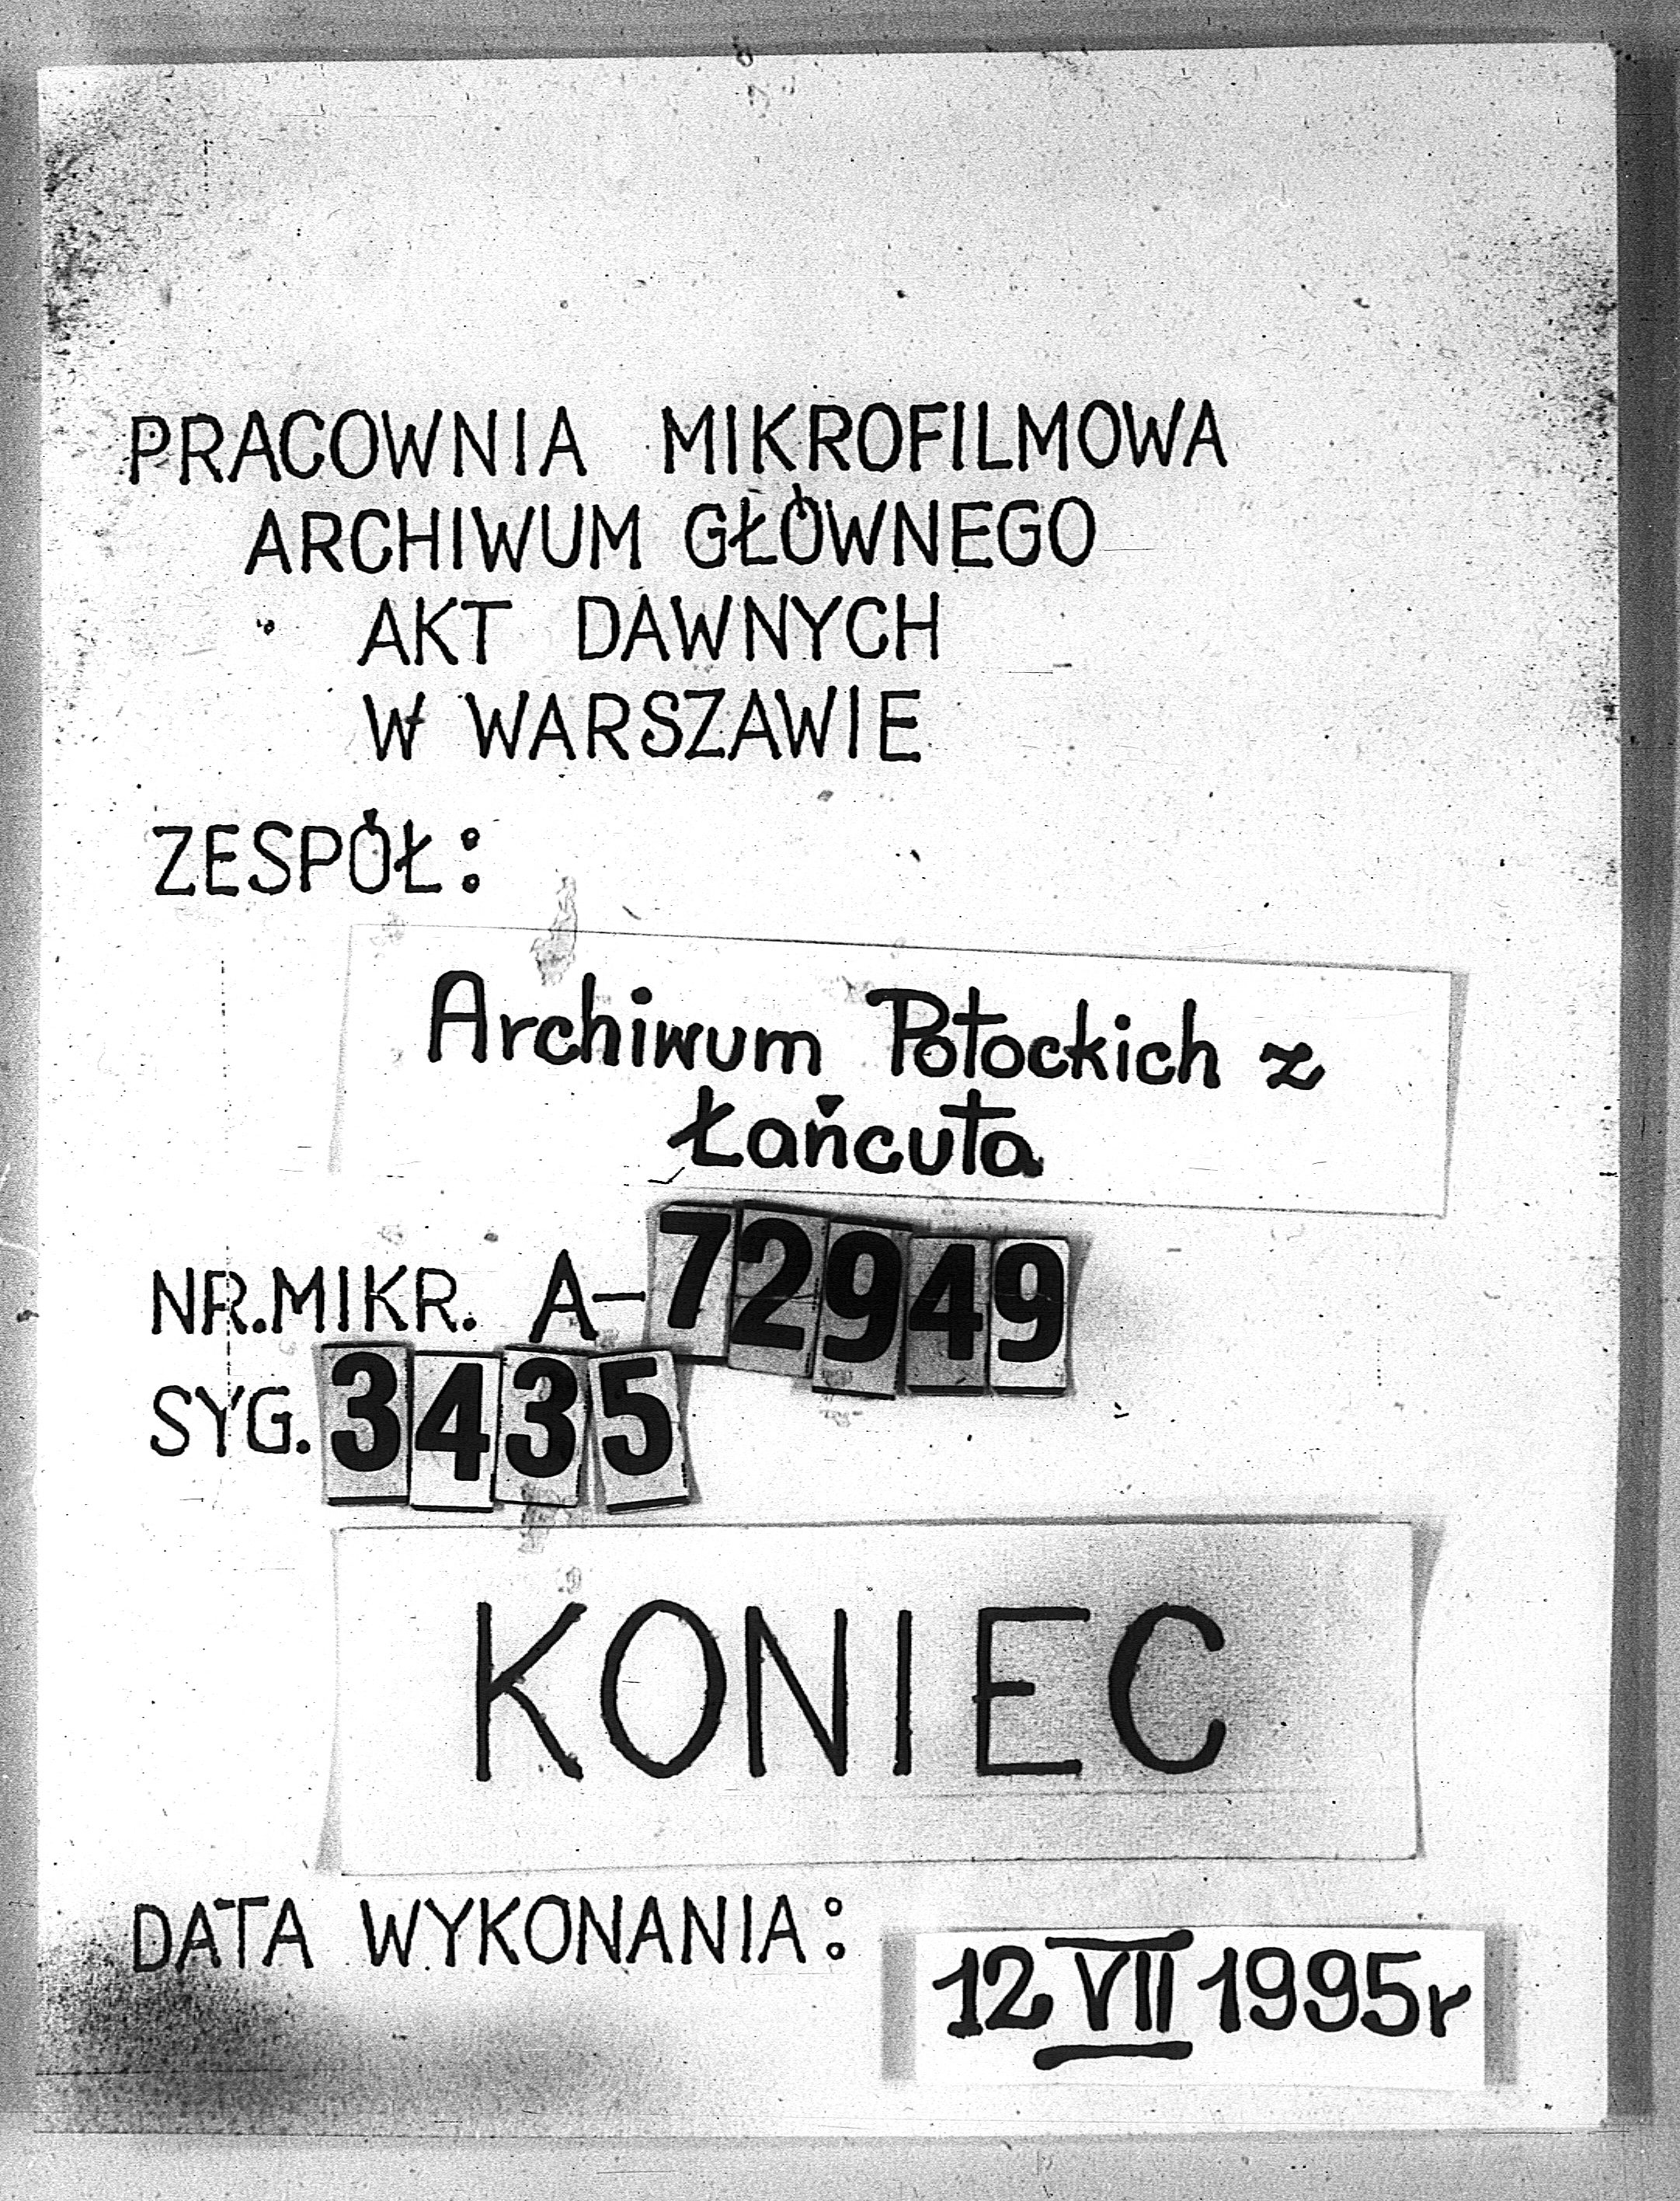 PRACOWNIA MIKROFILMOWA
ARCHIWUM GŁÓWNEGO
AKT DAWNYCH
W WARSZAWIE
ZESPÓŁ:
Archiwum Potockich z
Łańcuta
NR.MIKR. A-72949
SYG. 3435
KONIEC
DATA WYKONANIA: 12 VII 1995r